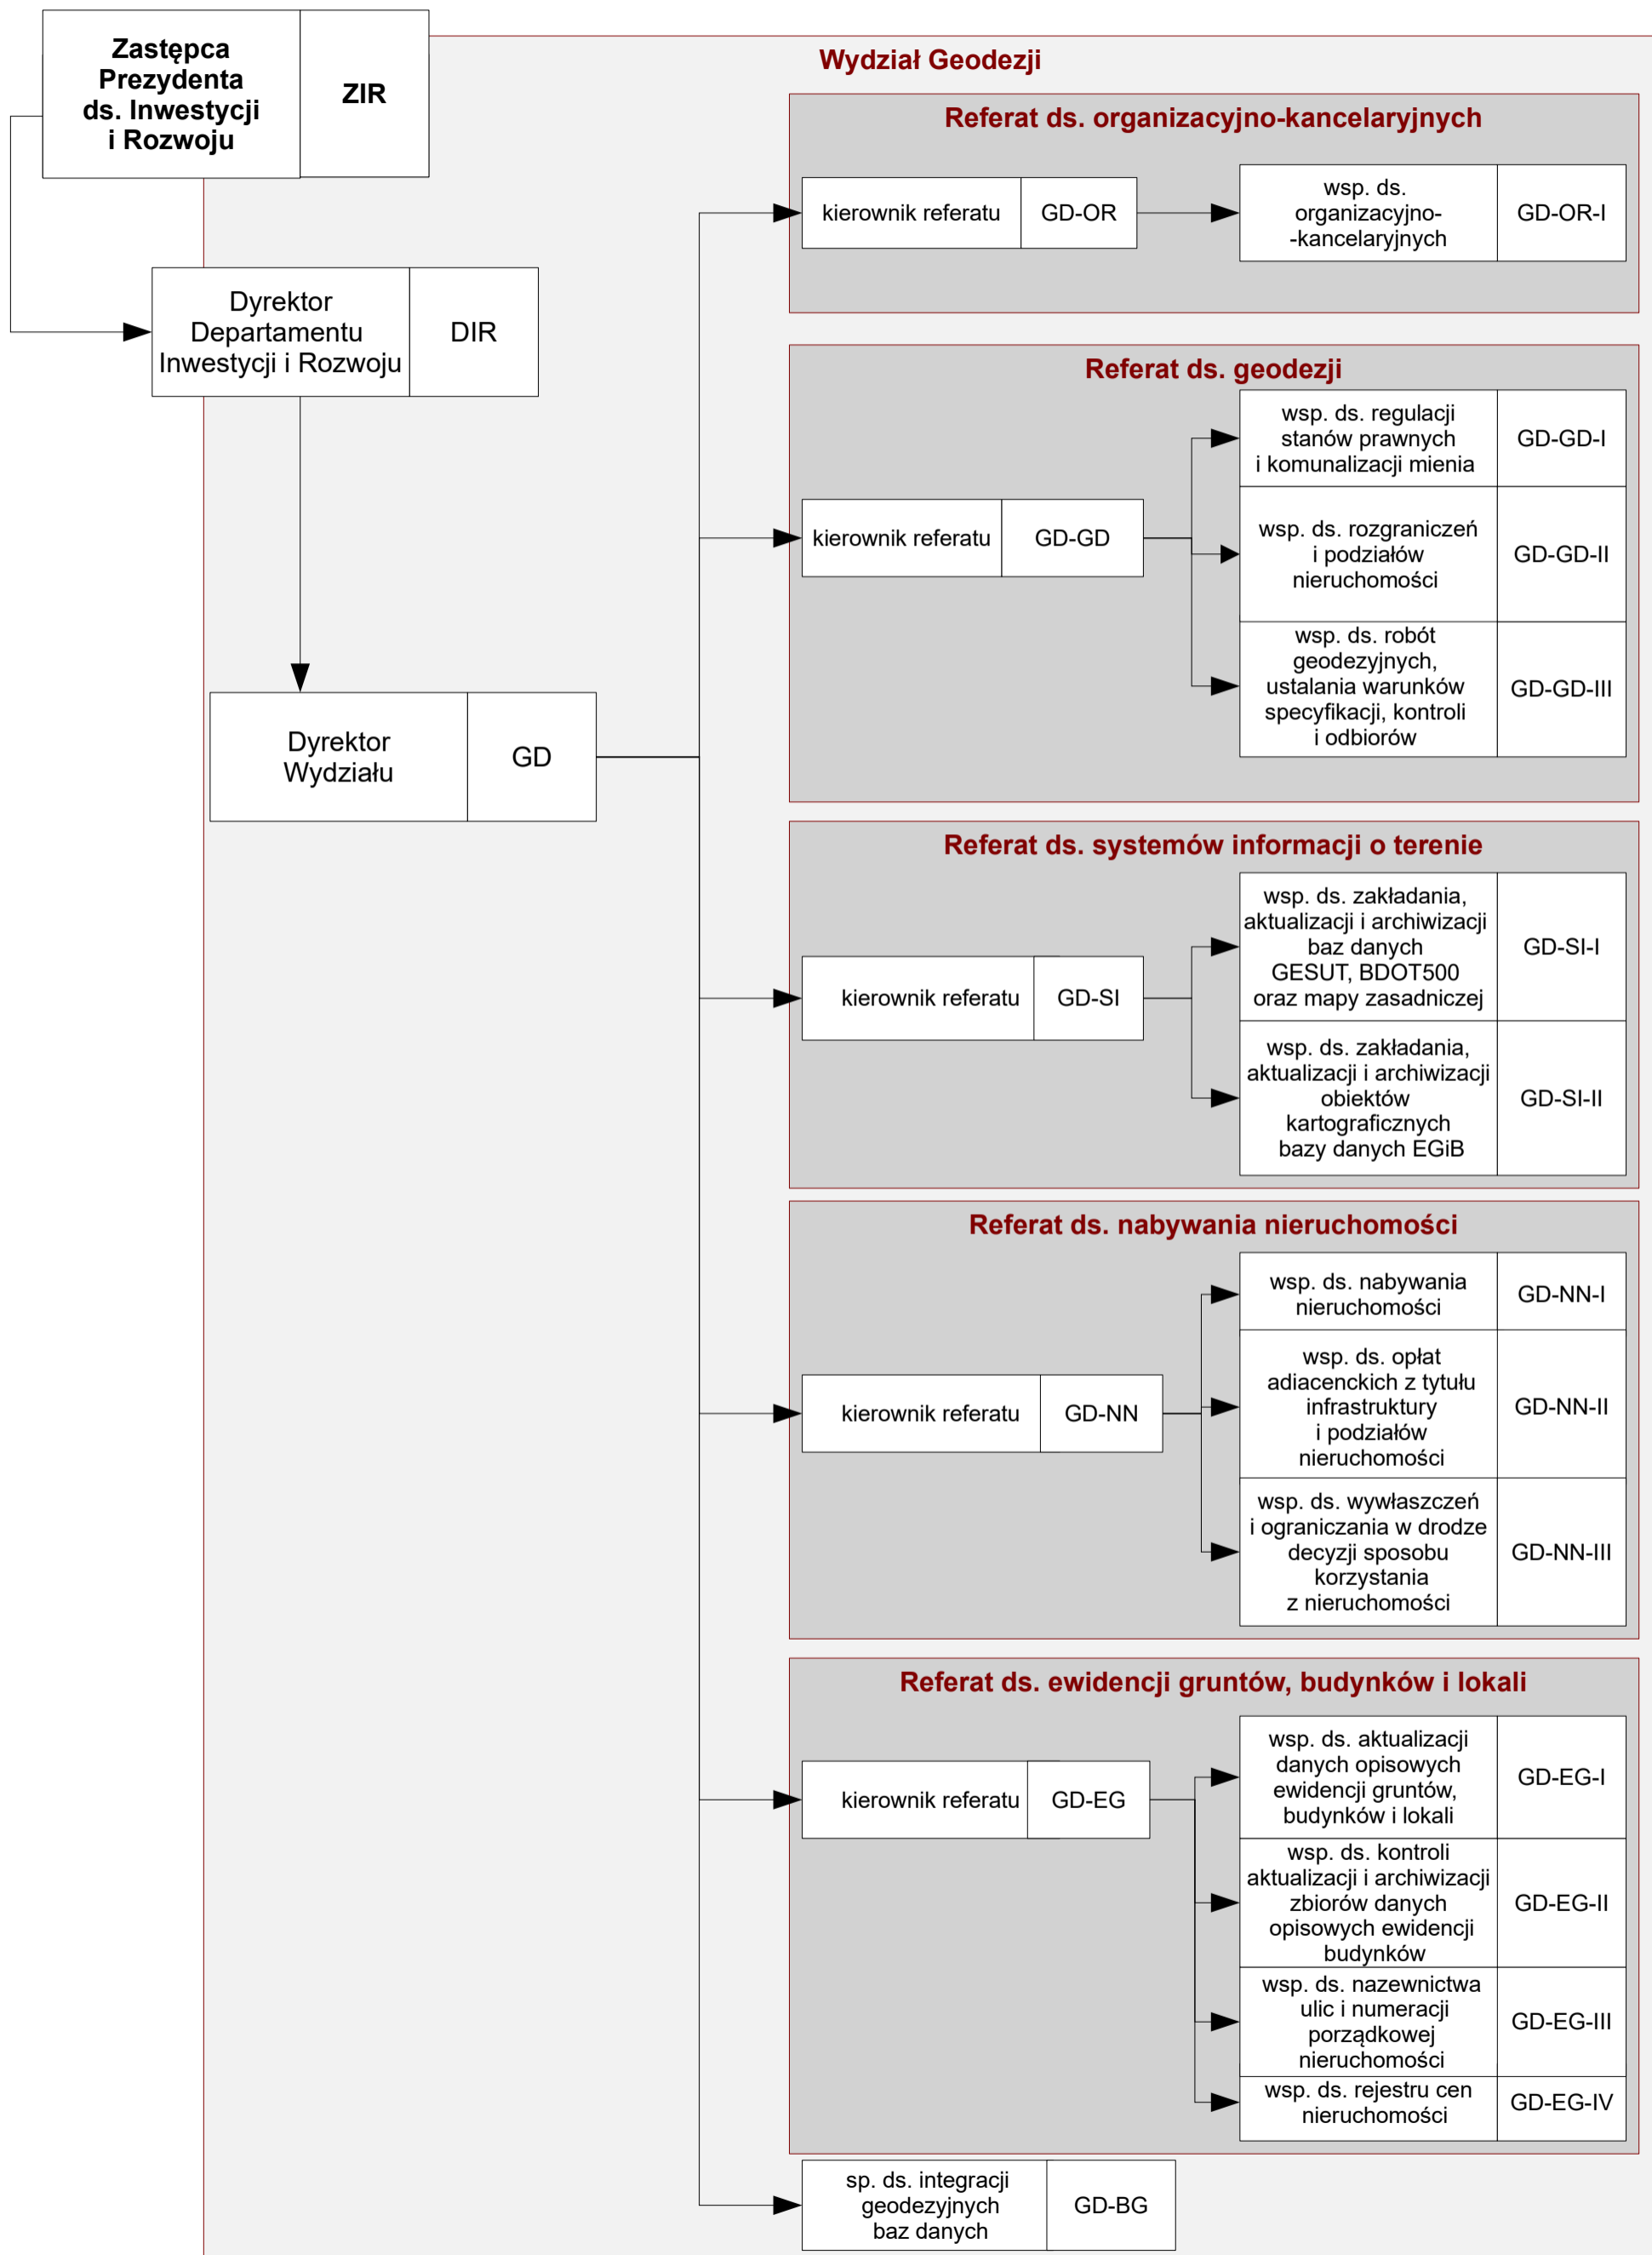 Zastępca
Prezydenta
ds. Inwestycji
i Rozwoju
ZIR
Wydział Geodezji
Dyrektor
Departamentu
Inwestycji i Rozwoju
DIR
Dyrektor
Wydziału
GD
Referat ds. organizacyjno-kancelaryjnych
kierownik referatu
GD-OR
wsp. ds.
organizacyjno-
-kancelaryjnych
GD-OR-I
Referat ds. geodezji
kierownik referatu
GD-GD
wsp. ds. regulacji
stanów prawnych
i komunalizacji mienia
GD-GD-I
wsp. ds. rozgraniczeń
i podziałów
nieruchomości
GD-GD-II
wsp. ds. robót
geodezyjnych,
ustalania warunków
specyfikacji, kontroli
i odbiorów
GD-GD-III
Referat ds. systemów informacji o terenie
kierownik referatu
GD-SI
wsp. ds. zakładania,
aktualizacji i archiwizacji
baz danych
GESUT, BDOT500
oraz mapy zasadniczej
GD-SI-I
wsp. ds. zakładania,
aktualizacji i archiwizacji
obiektów
kartograficznych
bazy danych EGiB
GD-SI-II
Referat ds. nabywania nieruchomości
kierownik referatu
GD-NN
wsp. ds. nabywania
nieruchomości
GD-NN-I
wsp. ds. opłat
adiacenckich z tytułu
infrastruktury
i podziałów
nieruchomości
GD-NN-II
wsp. ds. wywłaszczeń
i ograniczania w drodze
decyzji sposobu
korzystania
z nieruchomości
GD-NN-III
Referat ds. ewidencji gruntów, budynków i lokali
kierownik referatu
GD-EG
wsp. ds. aktualizacji
danych opisowych
ewidencji gruntów,
budynków i lokali
GD-EG-I
wsp. ds. kontroli
aktualizacji i archiwizacji
zbiorów danych
opisowych ewidencji
budynków
GD-EG-II
wsp. ds. nazewnictwa
ulic i numeracji
porządkowej
nieruchomości
GD-EG-III
wsp. ds. rejestru cen
nieruchomości
GD-EG-IV
sp. ds. integracji
geodezyjnych
baz danych
GD-BG